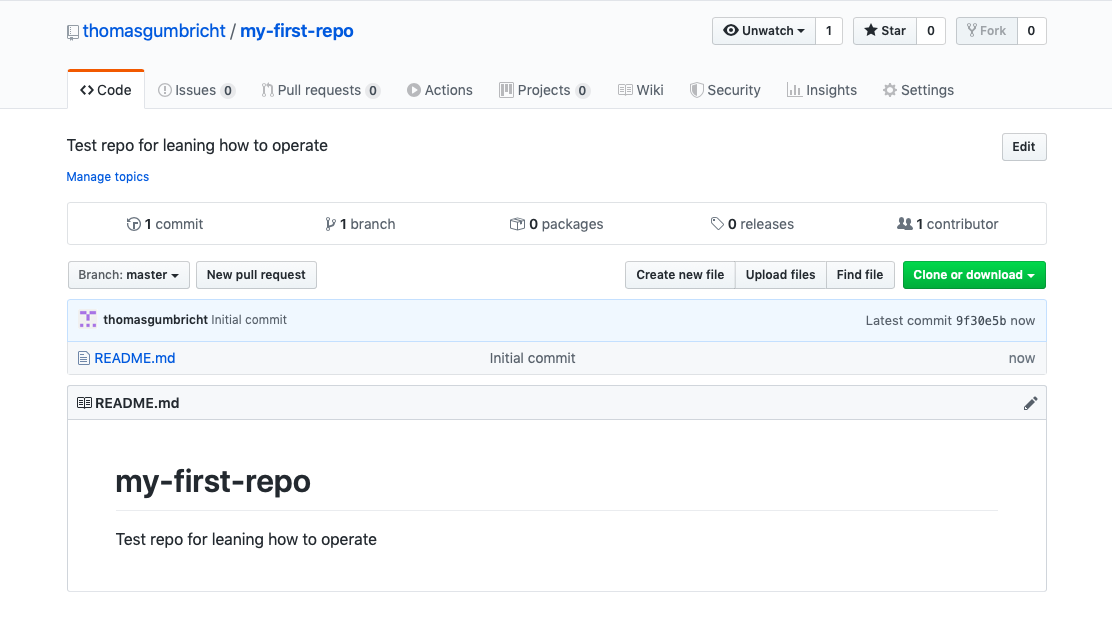 thomasgumbricht / my-first-repo Unwatch 1 Star 0 Fork 0
Code Issues 0 Pull requests 0 Actions Projects 0 Wiki Security Insights Settings
Test repo for leaning how to operate Edit
Manage topics
1 commit 1 branch 0 packages 0 releases 1 contributor
Branch: master New pull request Create new file Upload files Find file Clone or download
thomasgumbricht Initial commit Latest commit 9f30e5b now
README.md Initial commit now
README.md
my-first-repo
Test repo for leaning how to operate